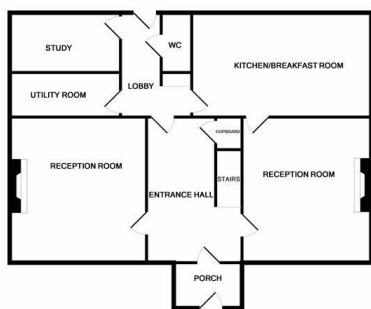 STUDY
WC
KITCHEN/BREAKFAST ROOM
LOBBY
UTILITY ROOM
CUPBOARD
RECEPTION ROOM
STAIRS
RECEPTION ROOM
ENTRANCE HALL
PORCH